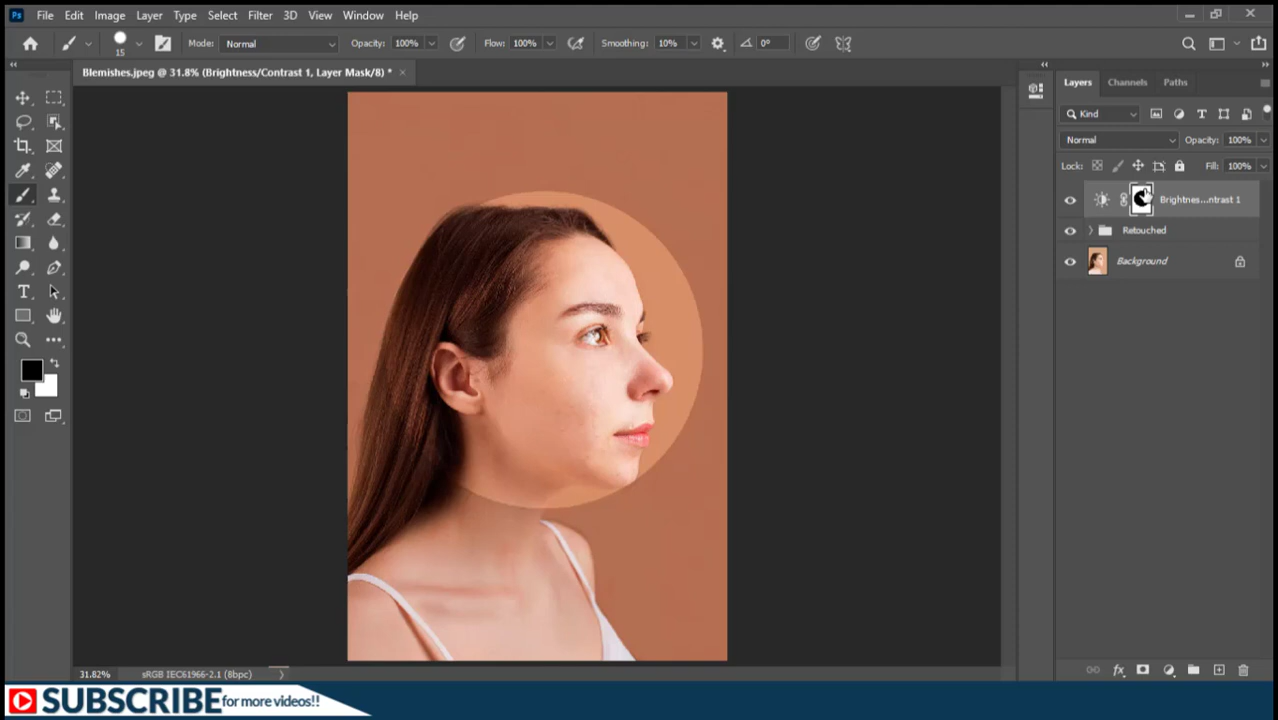 Ps File Edit Image Layer Type Select Filter 3D View Window Help
15 Mode: Normal Opacity: 100% Flow: 100% Smoothing: 10% 0°
Blemishes.jpeg @ 31.8% (Brightness/Contrast 1, Layer Mask/8) * ×
Layers Channels Paths
Kind
Normal Opacity: 100%
Lock: Fill: 100%
Brightnes...ntrast 1
Retouched
Background
31.82% sRGB IEC61966-2.1 (8bpc)
SUBSCRIBE for more videos!!